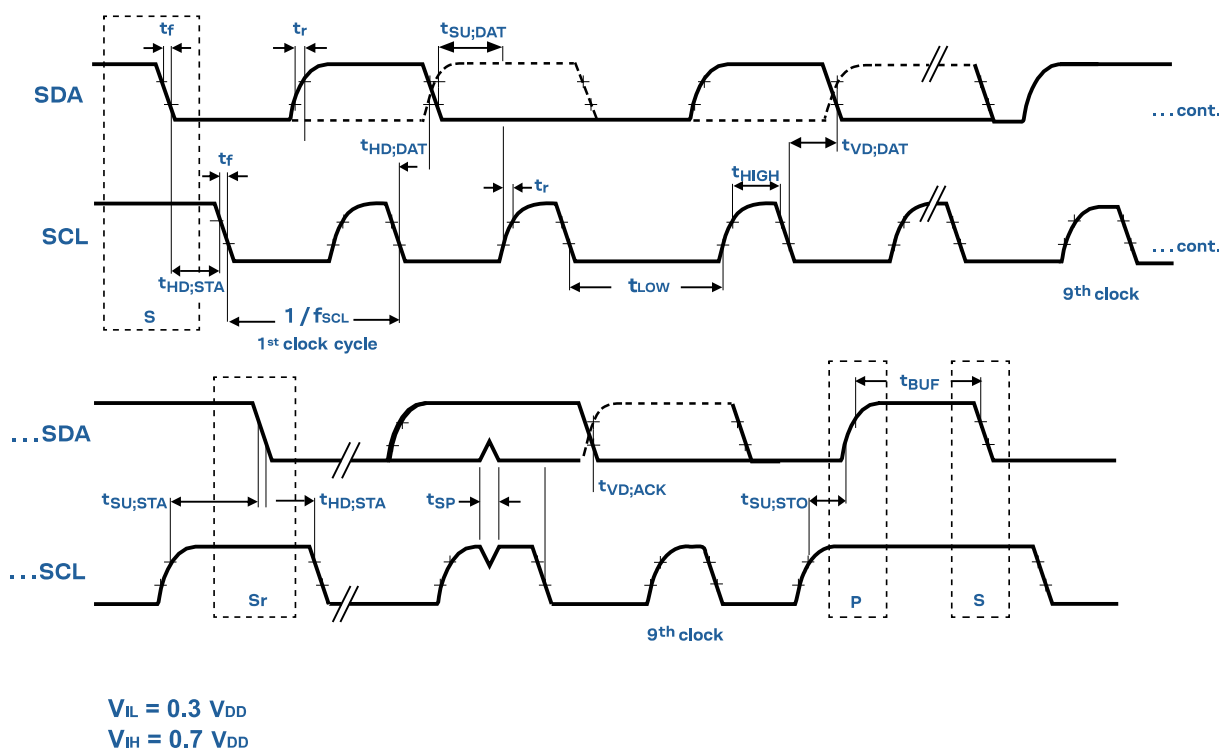 tf
tr
tSU;DAT
SDA
...cont.
tHD;DAT
tVD;DAT
tf
tr
tHIGH
SCL
...cont.
tHD;STA
tLOW
9th clock
S
1 / fSCL
1st clock cycle
tBUF
...SDA
tSU;STA
tHD;STA
tSP
tVD;ACK
tSU;STO
...SCL
Sr
P
S
9th clock
VIL = 0.3 VDD
VIH = 0.7 VDD